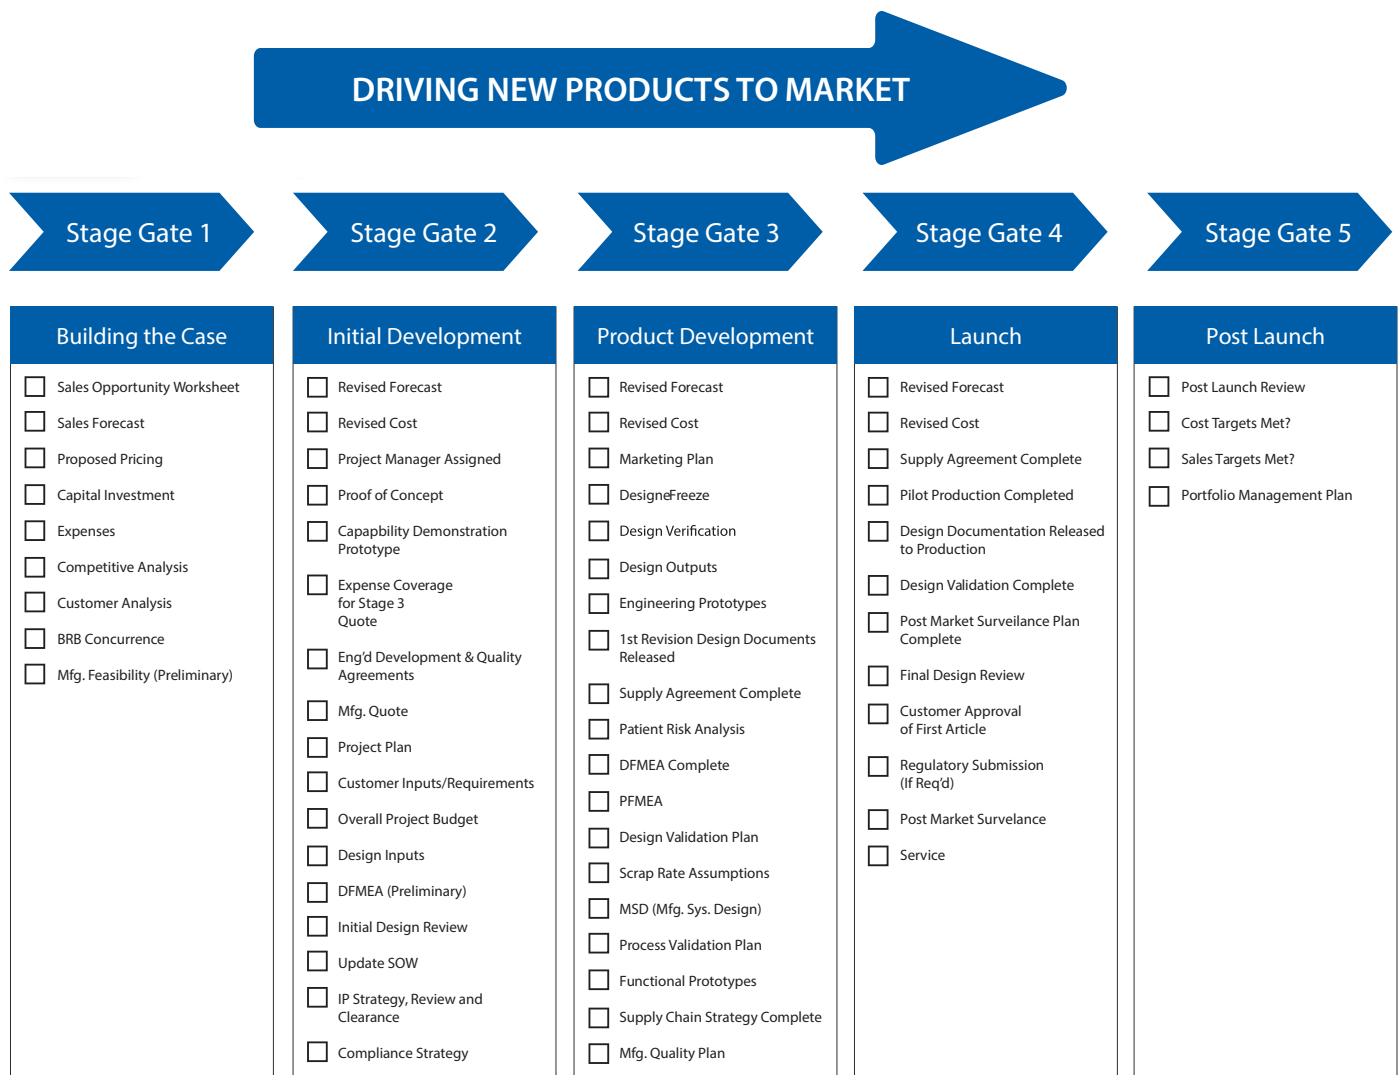 DRIVING NEW PRODUCTS TO MARKET
Stage Gate 1
Stage Gate 2
Stage Gate 3
Stage Gate 4
Stage Gate 5
Building the Case
Sales Opportunity Worksheet
Sales Forecast
Proposed Pricing
Capital Investment
Expenses
Competitive Analysis
Customer Analysis
BRB Concurrence
Mfg. Feasibility (Preliminary)
Initial Development
Revised Forecast
Revised Cost
Project Manager Assigned
Proof of Concept
Capapbility Demonstration
Prototype
Expense Coverage
for Stage 3
Quote
Eng'd Development & Quality
Agreements
Mfg. Quote
Project Plan
Customer Inputs/Requirements
Overall Project Budget
Design Inputs
DFMEA (Preliminary)
Initial Design Review
Update SOW
IP Strategy, Review and
Clearance
Compliance Strategy
Product Development
Revised Forecast
Revised Cost
Marketing Plan
DesigneFreeze
Design Verification
Design Outputs
Engineering Prototypes
1st Revision Design Documents
Released
Supply Agreement Complete
Patient Risk Analysis
DFMEA Complete
PFMEA
Design Validation Plan
Scrap Rate Assumptions
MSD (Mfg. Sys. Design)
Process Validation Plan
Functional Prototypes
Supply Chain Strategy Complete
Mfg. Quality Plan
Launch
Revised Forecast
Revised Cost
Supply Agreement Complete
Pilot Production Completed
Design Documentation Released
to Production
Design Validation Complete
Post Market Surveilance Plan
Complete
Final Design Review
Customer Approval
of First Article
Regulatory Submission
(If Req'd)
Post Market Survelance
Service
Post Launch
Post Launch Review
Cost Targets Met?
Sales Targets Met?
Portfolio Management Plan